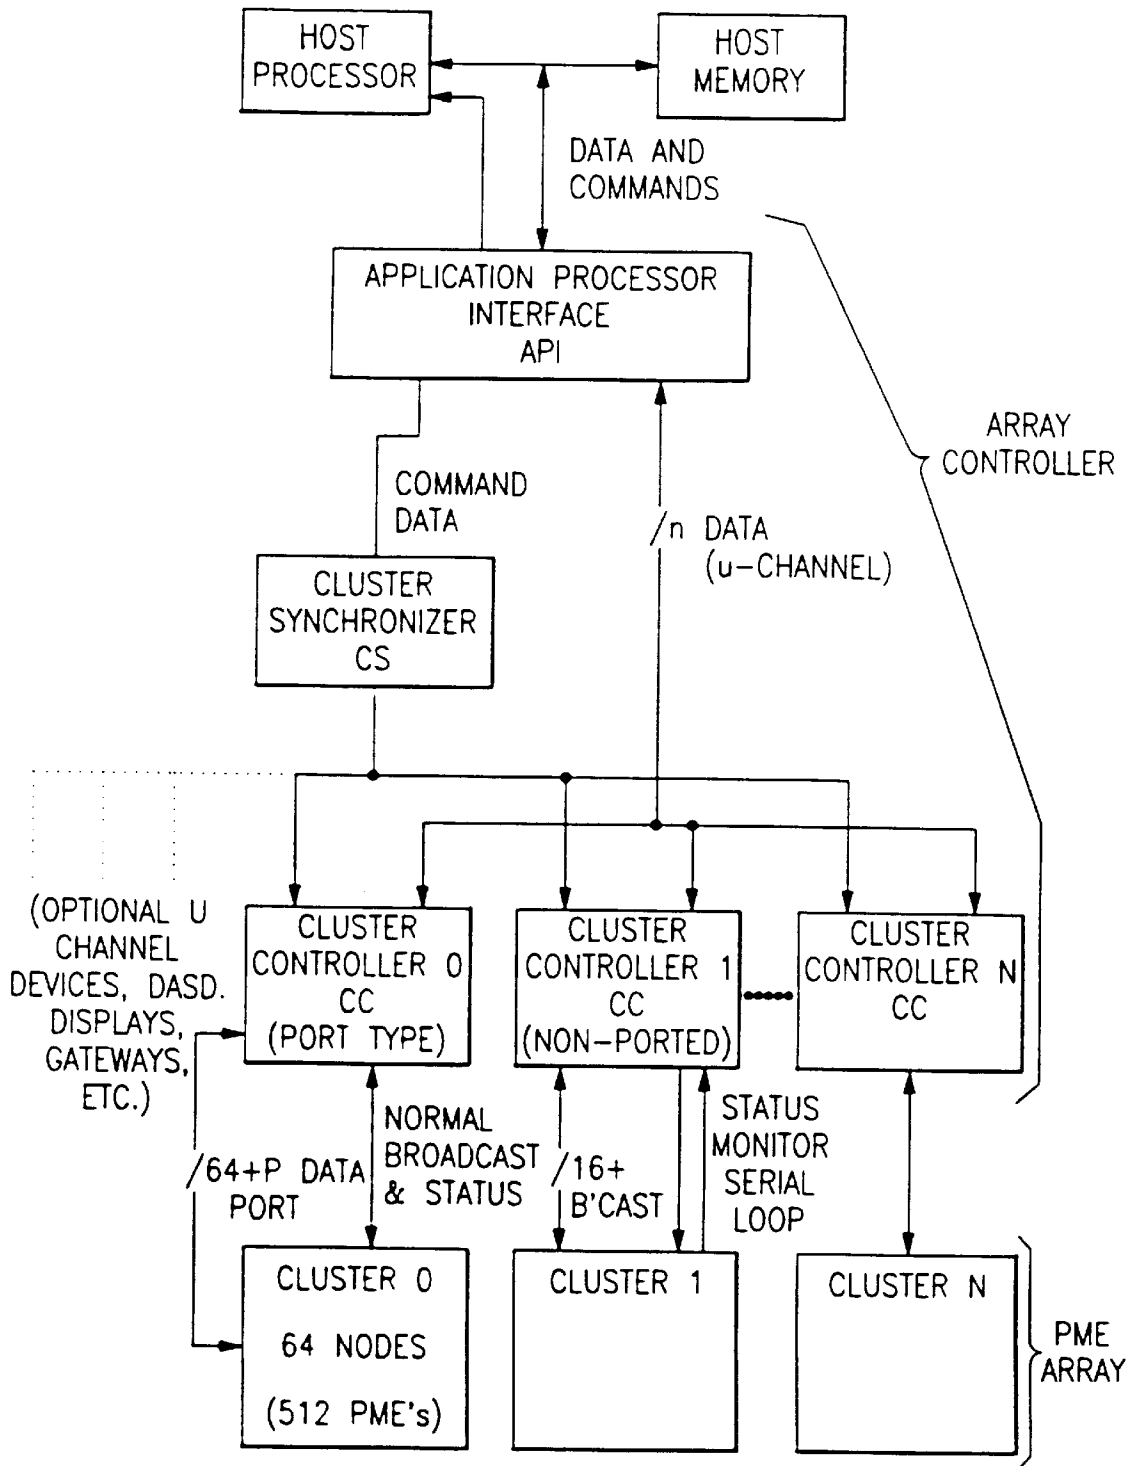 HOST
PROCESSOR
HOST
MEMORY
DATA AND
COMMANDS
APPLICATION PROCESSOR
INTERFACE
API
ARRAY
CONTROLLER
COMMAND
DATA
/n DATA
(u-CHANNEL)
CLUSTER
SYNCHRONIZER
CS
(OPTIONAL U
CHANNEL
DEVICES, DASD.
DISPLAYS,
GATEWAYS,
ETC.)
CLUSTER
CONTROLLER 0
CC
(PORT TYPE)
CLUSTER
CONTROLLER 1
CC
(NON-PORTED)
CLUSTER
CONTROLLER N
CC
/64+P DATA
PORT
NORMAL
BROADCAST
& STATUS
/16+
B'CAST
STATUS
MONITOR
SERIAL
LOOP
CLUSTER 0
64 NODES
(512 PME's)
CLUSTER 1
CLUSTER N
PME
ARRAY